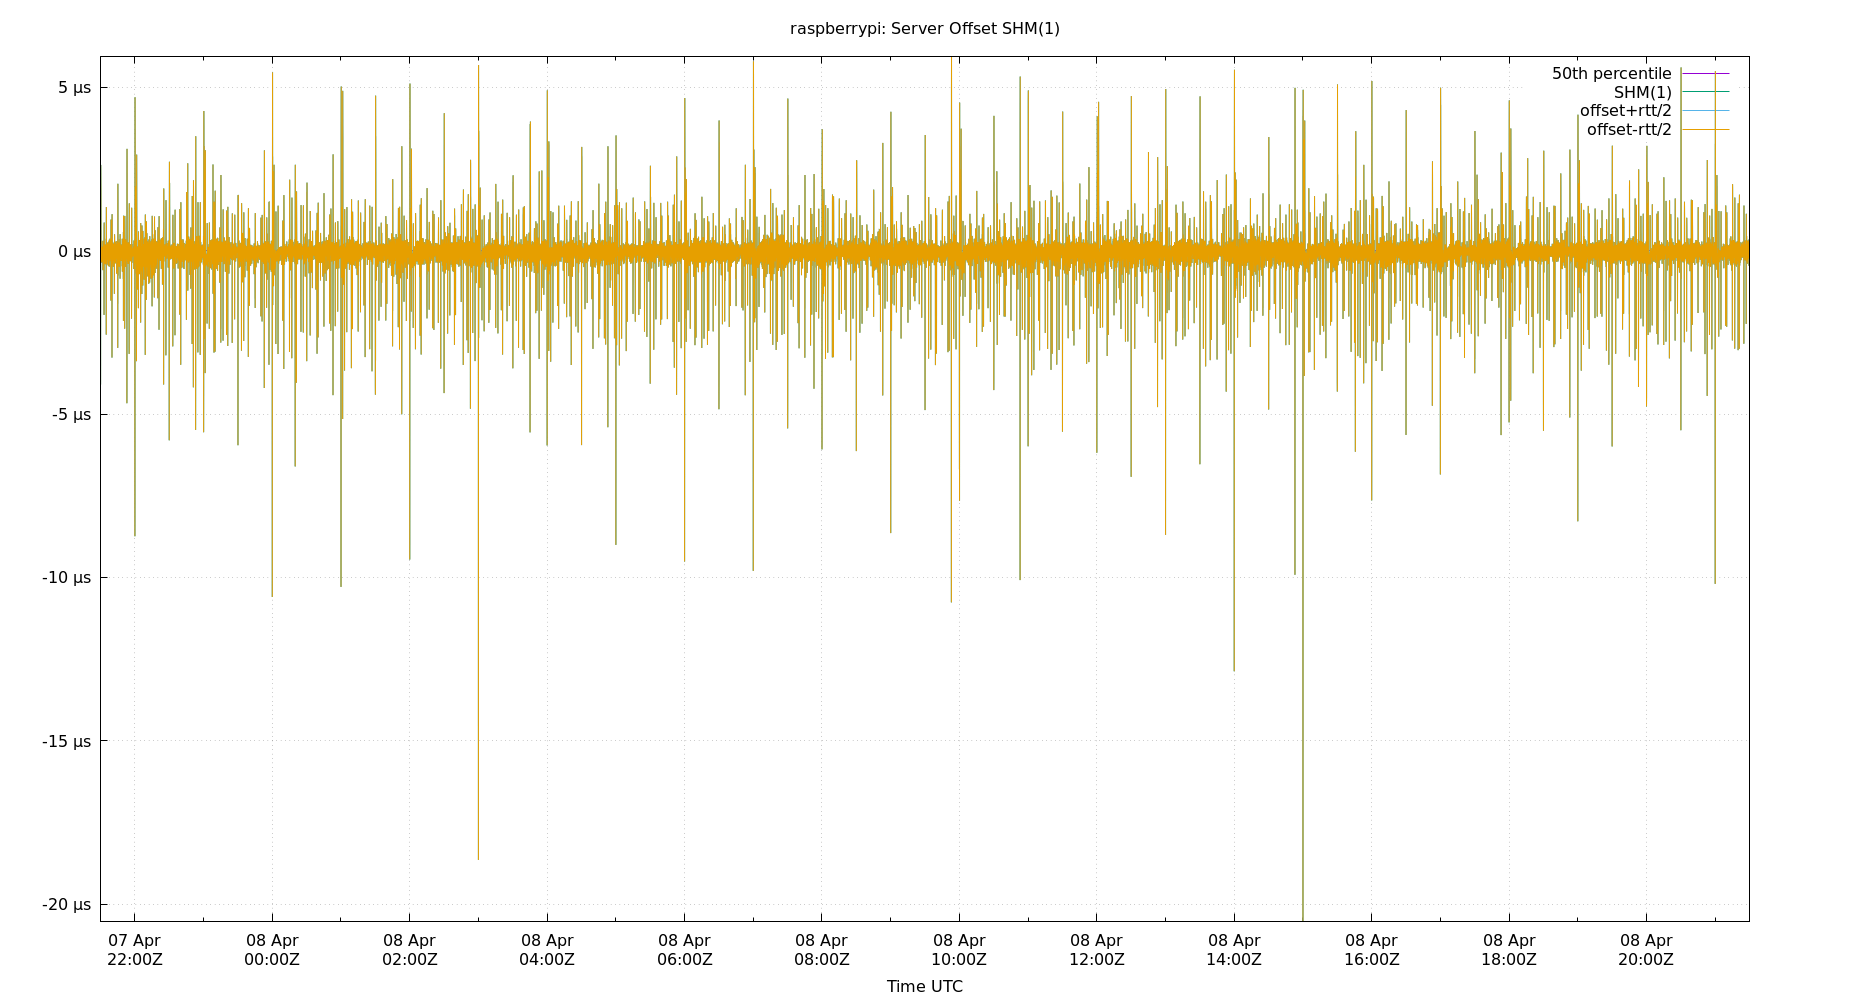 raspberrypi: Server Offset SHM(1)
50th percentile
SHM(1)
offset+rtt/2
offset-rtt/2
5 µs
0 µs
-5 µs
-10 µs
-15 µs
-20 µs
07 Apr 08 Apr 08 Apr 08 Apr 08 Apr 08 Apr 08 Apr 08 Apr 08 Apr 08 Apr 08 Apr 08 Apr
22:00Z 00:00Z 02:00Z 04:00Z 06:00Z 08:00Z 10:00Z 12:00Z 14:00Z 16:00Z 18:00Z 20:00Z
Time UTC